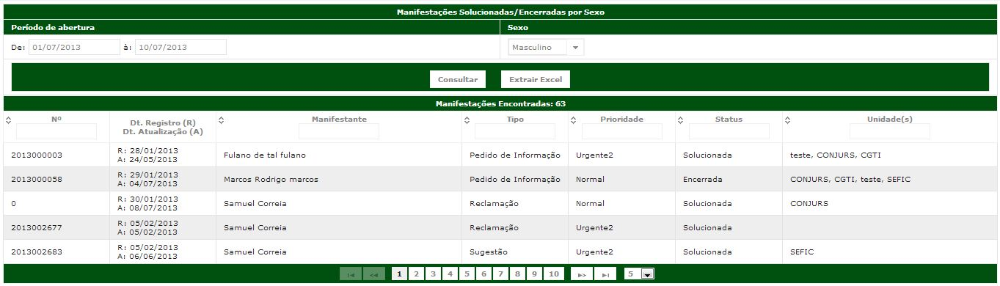 Manifestações Solucionadas/Encerradas por Sexo
Período de abertura Sexo
De: 01/07/2013 à: 10/07/2013 Masculino
Consultar Extrair Excel
Manifestações Encontradas: 63
Nº Dt. Registro (R) Manifestante Tipo Prioridade Status Unidade(s)
Dt. Atualização (A)
2013000003 R: 28/01/2013 Fulano de tal fulano Pedido de Informação Urgente2 Solucionada teste, CONJURS, CGTI
A: 24/05/2013
2013000058 R: 29/01/2013 Marcos Rodrigo marcos Pedido de Informação Normal Encerrada CONJURS, CGTI, teste, SEFIC
A: 04/07/2013
0 R: 30/01/2013 Samuel Correia Reclamação Normal Solucionada CONJURS
A: 08/07/2013
2013002677 R: 05/02/2013 Samuel Correia Reclamação Urgente2 Solucionada
A: 05/02/2013
2013002683 R: 05/02/2013 Samuel Correia Sugestão Urgente2 Solucionada SEFIC
A: 06/06/2013
1 2 3 4 5 6 7 8 9 10 5